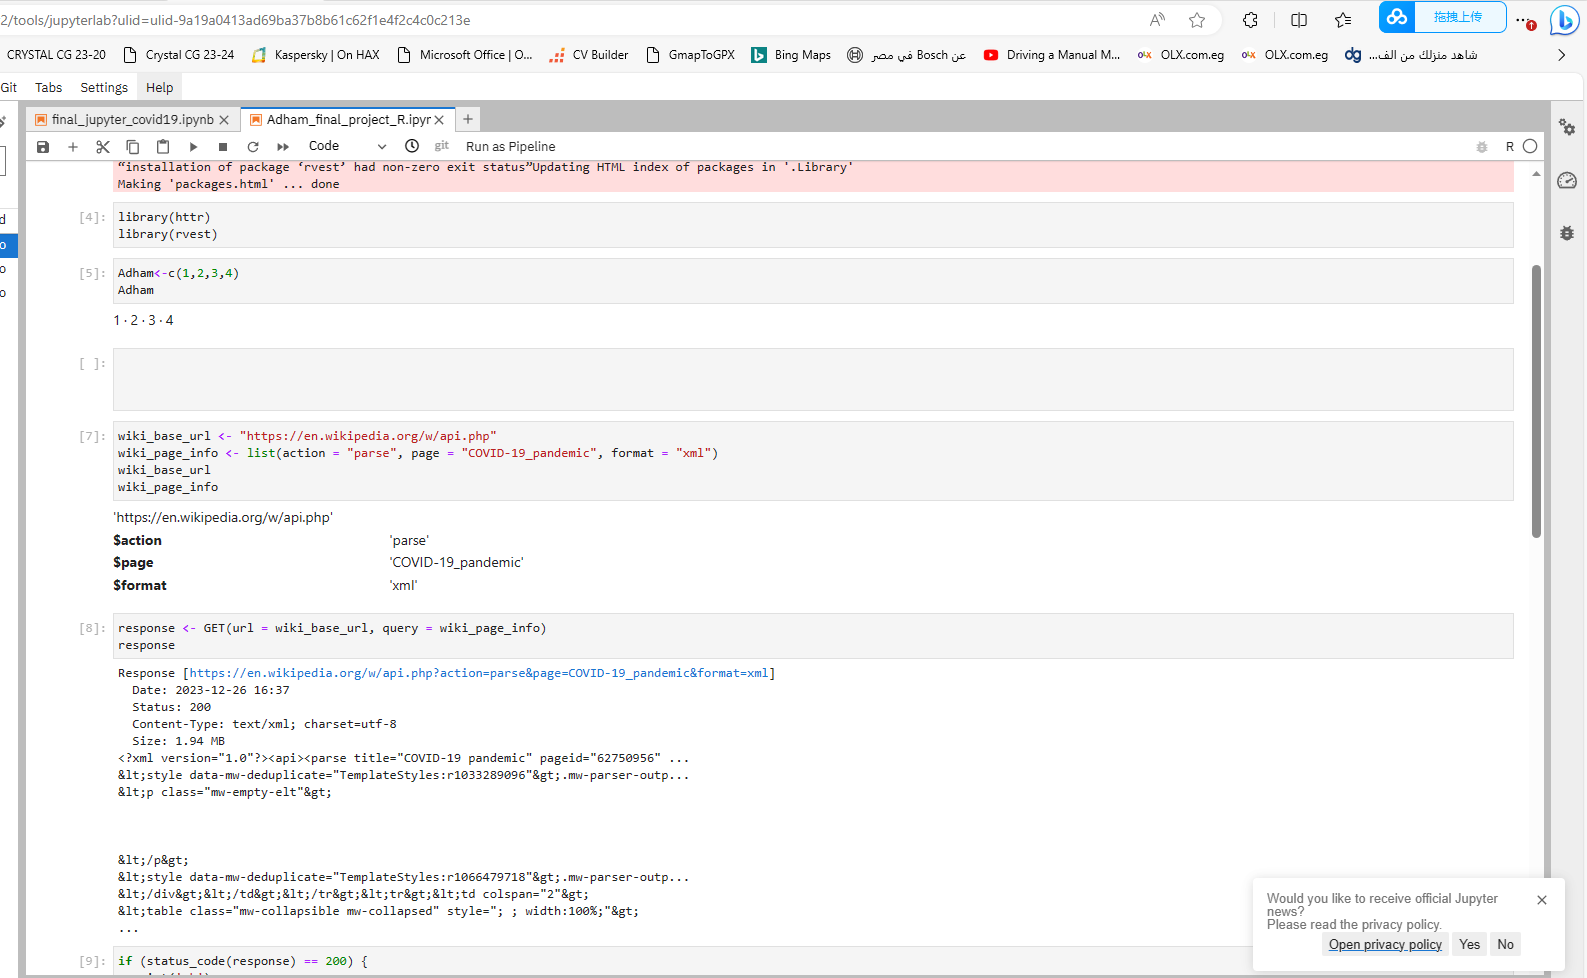 2/tools/jupyterlab?ulid=ulid-9a19a0413ad69ba37b8b61c62f1e4f2c4c0c213e
拖拽上传
CRYSTAL CG 23-20 Crystal CG 23-24 Kaspersky | On HAX Microsoft Office | O... CV Builder GmapToGPX Bing Maps عن Bosch في مصر Driving a Manual M... OLX OLX.com.eg OLX OLX.com.eg dg شاهد منزلك من الف...
Git Tabs Settings Help
final_jupyter_covid19.ipynb Adham_final_project_R.ipyr
Code git Run as Pipeline R
“installation of package ‘rvest’ had non-zero exit status”Updating HTML index of packages in '.Library'
Making 'packages.html' ... done
[4]: library(httr)
library(rvest)
[5]: Adham<-c(1,2,3,4)
Adham
1 · 2 · 3 · 4
[ ]:
[7]: wiki_base_url <- "https://en.wikipedia.org/w/api.php"
wiki_page_info <- list(action = "parse", page = "COVID-19_pandemic", format = "xml")
wiki_base_url
wiki_page_info
'https://en.wikipedia.org/w/api.php'
$action 'parse'
$page 'COVID-19_pandemic'
$format 'xml'
[8]: response <- GET(url = wiki_base_url, query = wiki_page_info)
response
Response [https://en.wikipedia.org/w/api.php?action=parse&page=COVID-19_pandemic&format=xml]
Date: 2023-12-26 16:37
Status: 200
Content-Type: text/xml; charset=utf-8
Size: 1.94 MB
<?xml version="1.0"?><api><parse title="COVID-19 pandemic" pageid="62750956" ...
&lt;style data-mw-deduplicate="TemplateStyles:r1033289096"&gt;.mw-parser-outp...
&lt;p class="mw-empty-elt"&gt;
&lt;/p&gt;
&lt;style data-mw-deduplicate="TemplateStyles:r1066479718"&gt;.mw-parser-outp...
&lt;/div&gt;&lt;/td&gt;&lt;/tr&gt;&lt;tr&gt;&lt;td colspan="2"&gt;
&lt;table class="mw-collapsible mw-collapsed" style="; ; width:100%;"&gt;
...
[9]: if (status_code(response) == 200) {
Would you like to receive official Jupyter
news?
Please read the privacy policy.
Open privacy policy Yes No